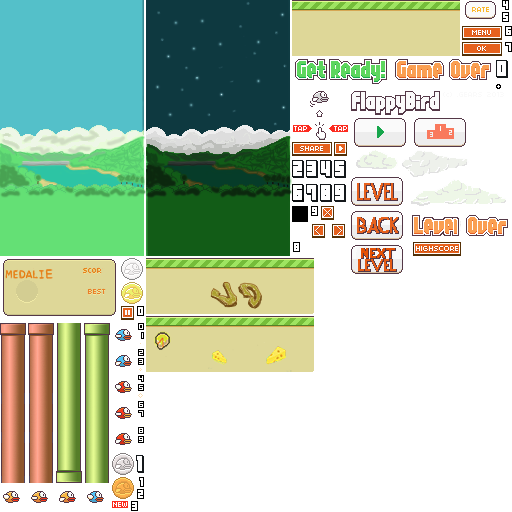 RATE
MENU
OK
Get Ready! Game Over 0
FlappyBird
TAP TAP
SHARE
2345
6789
LEVEL
BACK
Level Over
NEXT
LEVEL
HIGHSCORE
MEDALIE
SCOR
BEST
NEW